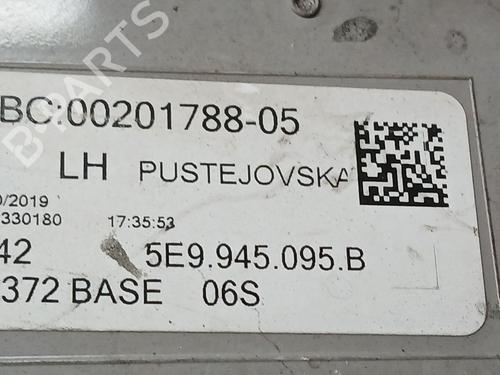 B-PARTS
BC:00201788-05
LH PUSTEJOVSKA
0/2019
330180 17:35:53
42 5E9.945.095.B
372 BASE 06S